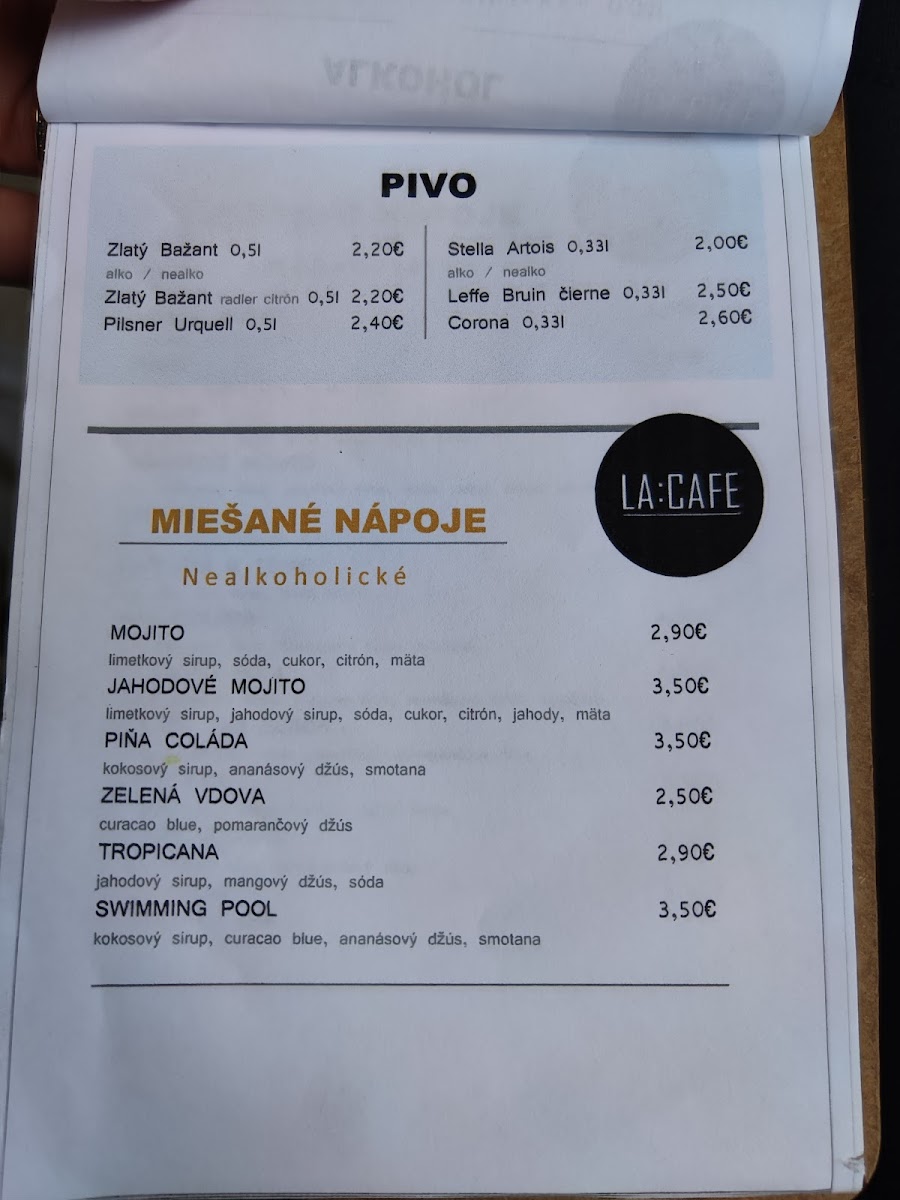 ALKOHOL
PIVO
Zlatý Bažant 0,5l 2,20€
alko / nealko
Zlatý Bažant radler citrón 0,5l 2,20€
Pilsner Urquell 0,5l 2,40€
Stella Artois 0,33l 2,00€
alko / nealko
Leffe Bruin čierne 0,33l 2,50€
Corona 0,33l 2,60€
LA:CAFE
MIEŠANÉ NÁPOJE
Nealkoholické
MOJITO 2,90€
limetkový sirup, sóda, cukor, citrón, mäta
JAHODOVÉ MOJITO 3,50€
limetkový sirup, jahodový sirup, sóda, cukor, citrón, jahody, mäta
PIŇA COLÁDA 3,50€
kokosový sirup, ananásový džús, smotana
ZELENÁ VDOVA 2,50€
curacao blue, pomarančový džús
TROPICANA 2,90€
jahodový sirup, mangový džús, sóda
SWIMMING POOL 3,50€
kokosový sirup, curacao blue, ananásový džús, smotana